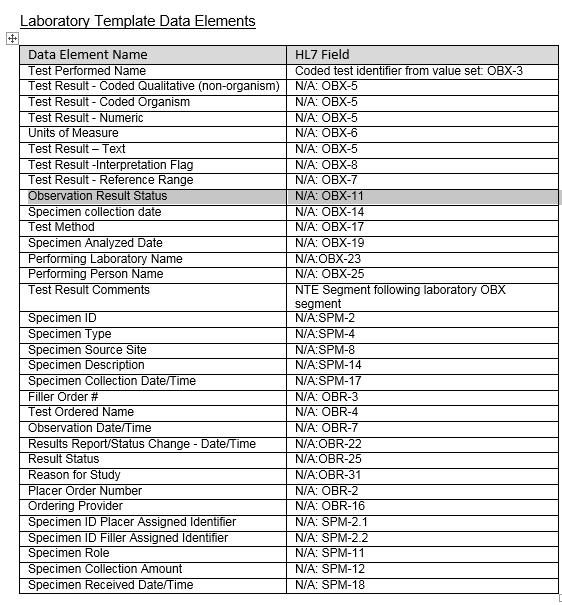 Laboratory Template Data Elements
Data Element Name HL7 Field
Test Performed Name Coded test identifier from value set: OBX-3
Test Result - Coded Qualitative (non-organism) N/A: OBX-5
Test Result - Coded Organism N/A: OBX-5
Test Result - Numeric N/A: OBX-5
Units of Measure N/A: OBX-6
Test Result – Text N/A: OBX-5
Test Result -Interpretation Flag N/A: OBX-8
Test Result - Reference Range N/A: OBX-7
Observation Result Status N/A: OBX-11
Specimen collection date N/A: OBX-14
Test Method N/A: OBX-17
Specimen Analyzed Date N/A: OBX-19
Performing Laboratory Name N/A:OBX-23
Performing Person Name N/A: OBX-25
Test Result Comments NTE Segment following laboratory OBX
segment
Specimen ID N/A:SPM-2
Specimen Type N/A:SPM-4
Specimen Source Site N/A:SPM-8
Specimen Description N/A:SPM-14
Specimen Collection Date/Time N/A:SPM-17
Filler Order # N/A: OBR-3
Test Ordered Name N/A: OBR-4
Observation Date/Time N/A: OBR-7
Results Report/Status Change - Date/Time N/A:OBR-22
Result Status N/A:OBR-25
Reason for Study N/A:OBR-31
Placer Order Number N/A: OBR-2
Ordering Provider N/A: OBR-16
Specimen ID Placer Assigned Identifier N/A: SPM-2.1
Specimen ID Filler Assigned Identifier N/A: SPM-2.2
Specimen Role N/A: SPM-11
Specimen Collection Amount N/A: SPM-12
Specimen Received Date/Time N/A: SPM-18